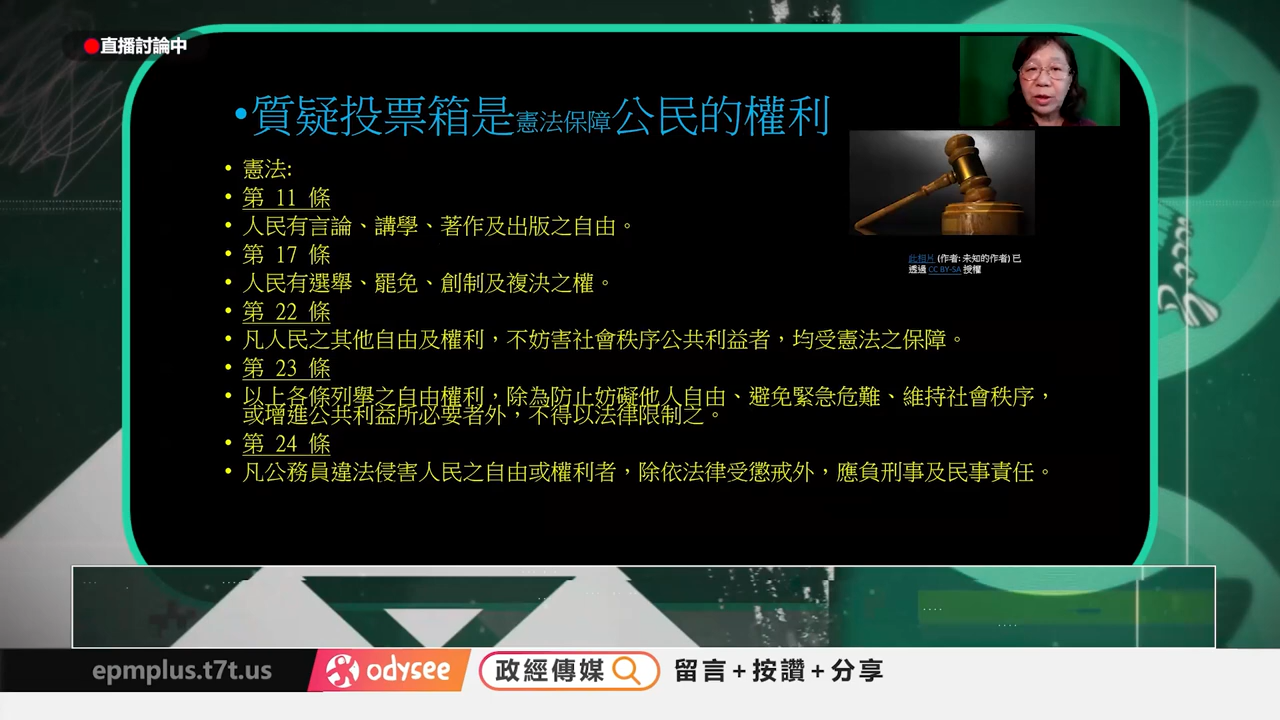 直播討論中
•質疑投票箱是憲法保障公民的權利
• 憲法:
• 第 11 條
• 人民有言論、講學、著作及出版之自由。
• 第 17 條
• 人民有選舉、罷免、創制及複決之權。
• 第 22 條
• 凡人民之其他自由及權利，不妨害社會秩序公共利益者，均受憲法之保障。
• 第 23 條
• 以上各條列舉之自由權利，除為防止妨礙他人自由、避免緊急危難、維持社會秩序，
或增進公共利益所必要者外，不得以法律限制之。
• 第 24 條
• 凡公務員違法侵害人民之自由或權利者，除依法律受懲戒外，應負刑事及民事責任。
此相片 (作者: 未知的作者) 已
透過 CC BY-SA 授權
epmplus.t7t.us
odysee
政經傳媒
留言+按讚+分享